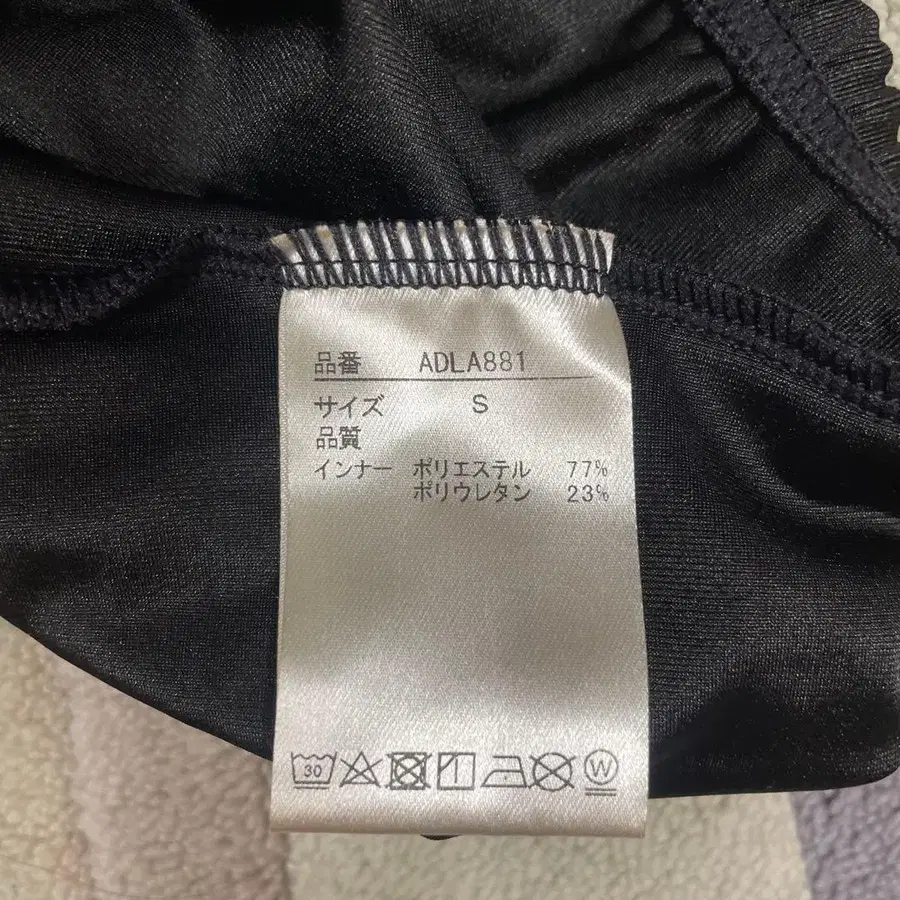 品番 ADLA881
サイズ S
品質
インナー ポリエステル 77%
ポリウレタン 23%
30 W